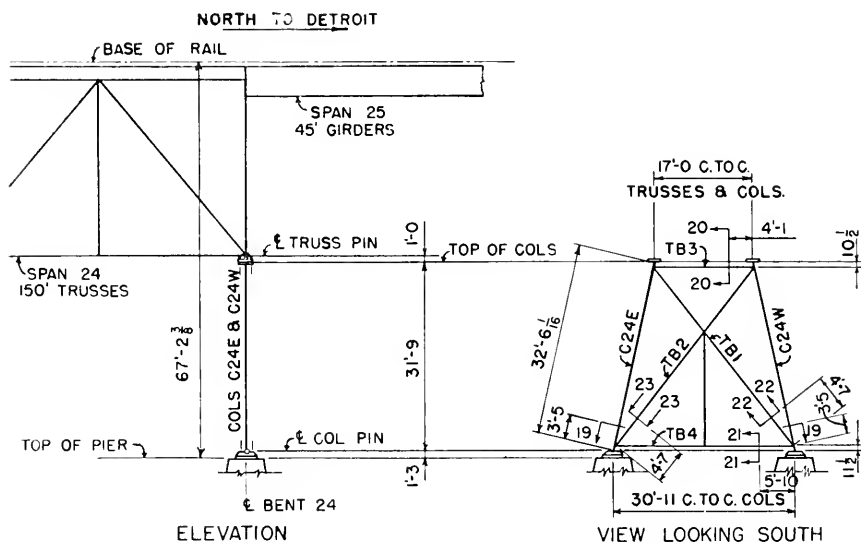 NORTH TO DETROIT
BASE OF RAIL
SPAN 25
45' GIRDERS
17'-0 C. TO C.
TRUSSES & COLS.
20
4'-1
10 1/2
℄ TRUSS PIN
1'-0
TOP OF COLS
TB3
20
SPAN 24
150' TRUSSES
67'-2 3/8
COLS C24E & C24W
31'-9
32'-6 1/16
C24E
TB2
TB1
C24W
23
23
22
22
4'-7
3'-5
3'-5
19
19
℄ COL PIN
TOP OF PIER
TB4
21
21
4'-7
1'-3
11 1/2
5'-10
30'-11 C. TO C. COLS
℄ BENT 24
ELEVATION
VIEW LOOKING SOUTH